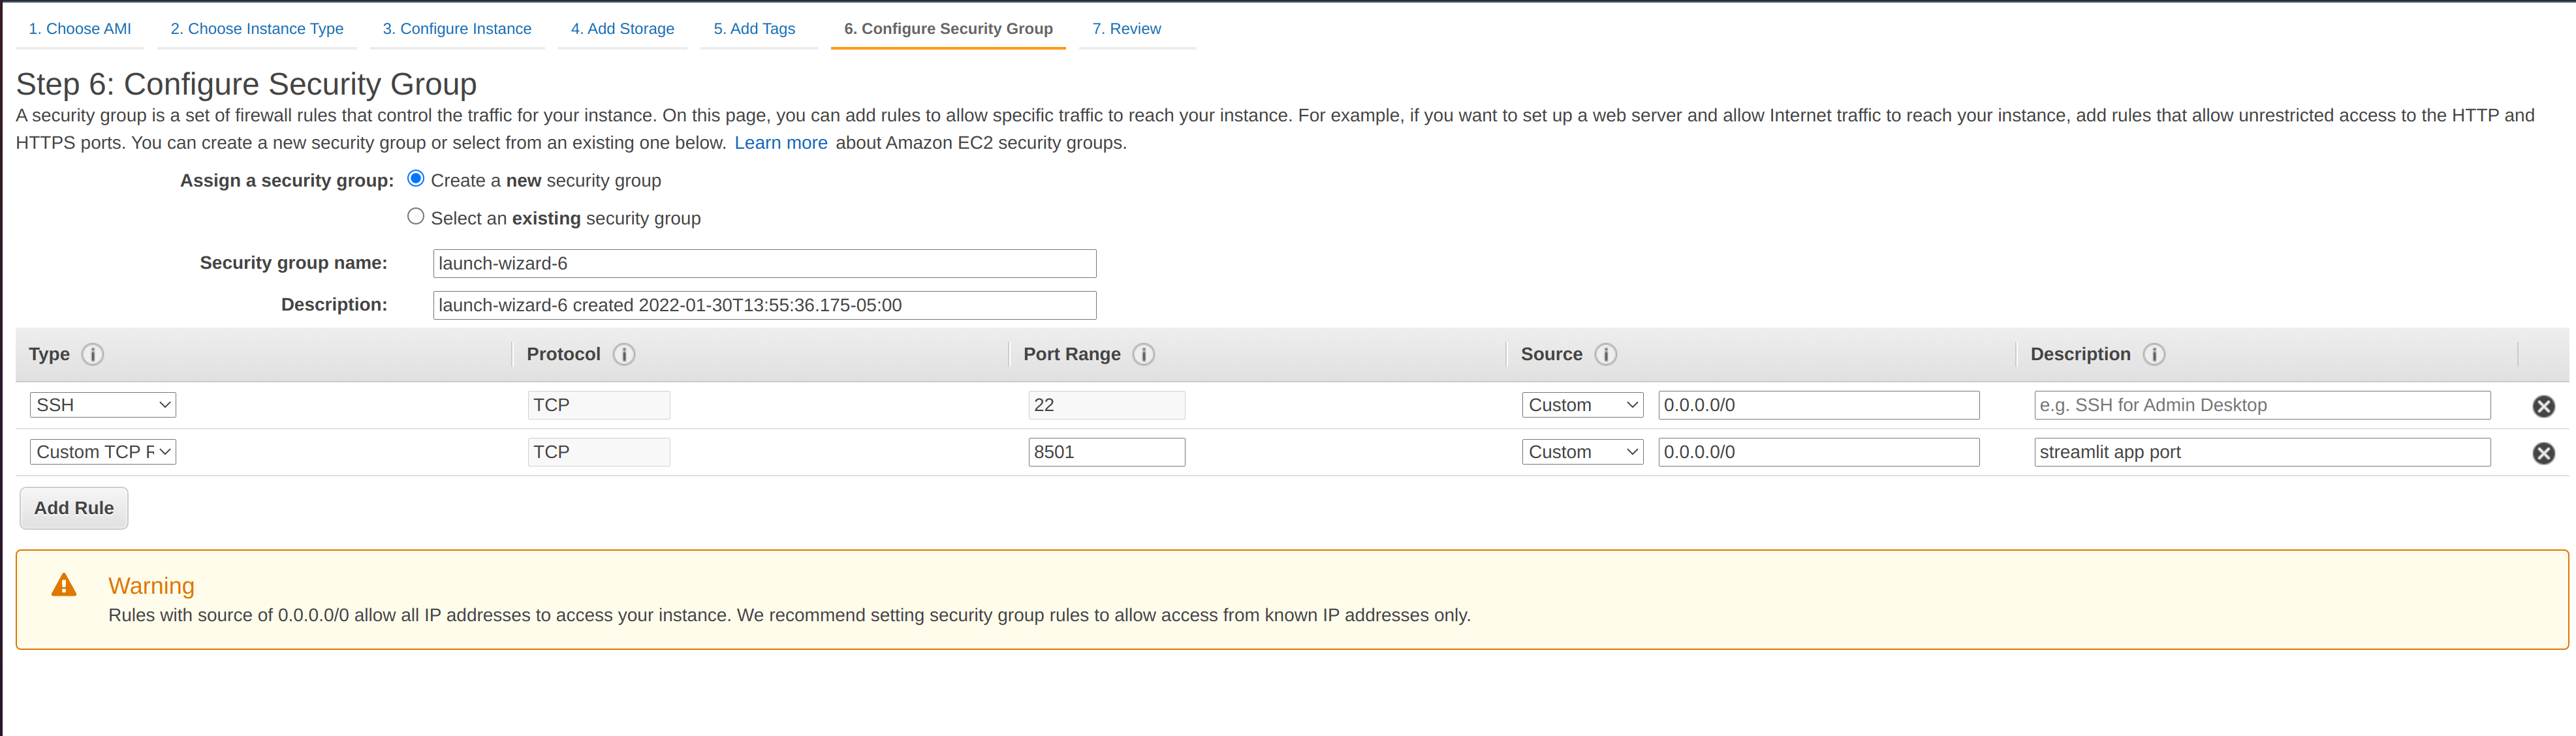 1. Choose AMI 2. Choose Instance Type 3. Configure Instance 4. Add Storage 5. Add Tags 6. Configure Security Group 7. Review
Step 6: Configure Security Group
A security group is a set of firewall rules that control the traffic for your instance. On this page, you can add rules to allow specific traffic to reach your instance. For example, if you want to set up a web server and allow Internet traffic to reach your instance, add rules that allow unrestricted access to the HTTP and
HTTPS ports. You can create a new security group or select from an existing one below. Learn more about Amazon EC2 security groups.
Assign a security group: Create a new security group
Select an existing security group
Security group name: launch-wizard-6
Description: launch-wizard-6 created 2022-01-30T13:55:36.175-05:00
Type Protocol Port Range Source Description
SSH TCP 22 Custom 0.0.0.0/0 e.g. SSH for Admin Desktop
Custom TCP F TCP 8501 Custom 0.0.0.0/0 streamlit app port
Add Rule
Warning
Rules with source of 0.0.0.0/0 allow all IP addresses to access your instance. We recommend setting security group rules to allow access from known IP addresses only.